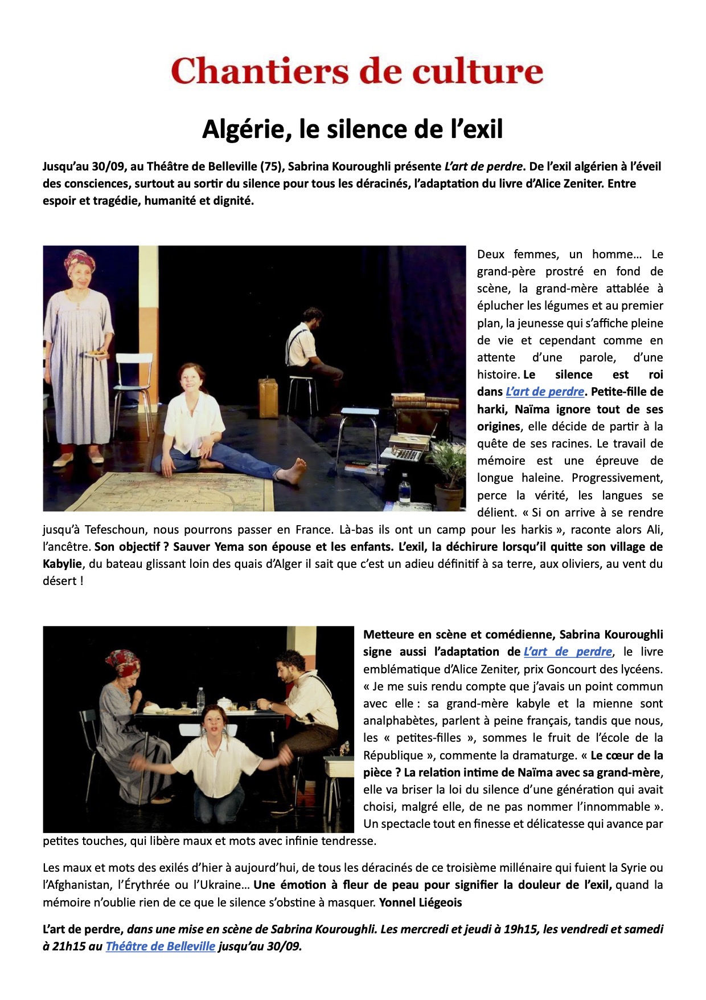 Chantiers de culture
Algérie, le silence de l’exil
Jusqu’au 30/09, au Théâtre de Belleville (75), Sabrina Kouroughli présente L’art de perdre. De l’exil algérien à l’éveil
des consciences, surtout au sortir du silence pour tous les déracinés, l’adaptation du livre d’Alice Zeniter. Entre
espoir et tragédie, humanité et dignité.
Deux femmes, un homme… Le
grand-père prostré en fond de
scène, la grand-mère attablée à
éplucher les légumes et au premier
plan, la jeunesse qui s’affiche pleine
de vie et cependant comme en
attente d’une parole, d’une
histoire. Le silence est roi
dans L’art de perdre. Petite-fille de
harki, Naïma ignore tout de ses
origines, elle décide de partir à la
quête de ses racines. Le travail de
mémoire est une épreuve de
longue haleine. Progressivement,
perce la vérité, les langues se
délient. « Si on arrive à se rendre
jusqu’à Tefeschoun, nous pourrons passer en France. Là-bas ils ont un camp pour les harkis », raconte alors Ali,
l’ancêtre. Son objectif ? Sauver Yema son épouse et les enfants. L’exil, la déchirure lorsqu’il quitte son village de
Kabylie, du bateau glissant loin des quais d’Alger il sait que c’est un adieu définitif à sa terre, aux oliviers, au vent du
désert !
Metteure en scène et comédienne, Sabrina Kouroughli
signe aussi l’adaptation de L’art de perdre, le livre
emblématique d’Alice Zeniter, prix Goncourt des lycéens.
« Je me suis rendu compte que j’avais un point commun
avec elle : sa grand-mère kabyle et la mienne sont
analphabètes, parlent à peine français, tandis que nous,
les « petites-filles », sommes le fruit de l’école de la
République », commente la dramaturge. « Le cœur de la
pièce ? La relation intime de Naïma avec sa grand-mère,
elle va briser la loi du silence d’une génération qui avait
choisi, malgré elle, de ne pas nommer l’innommable ».
Un spectacle tout en finesse et délicatesse qui avance par
petites touches, qui libère maux et mots avec infinie tendresse.
Les maux et mots des exilés d’hier à aujourd’hui, de tous les déracinés de ce troisième millénaire qui fuient la Syrie ou
l’Afghanistan, l’Érythrée ou l’Ukraine… Une émotion à fleur de peau pour signifier la douleur de l’exil, quand la
mémoire n’oublie rien de ce que le silence s’obstine à masquer. Yonnel Liégeois
L’art de perdre, dans une mise en scène de Sabrina Kouroughli. Les mercredi et jeudi à 19h15, les vendredi et samedi
à 21h15 au Théâtre de Belleville jusqu’au 30/09.